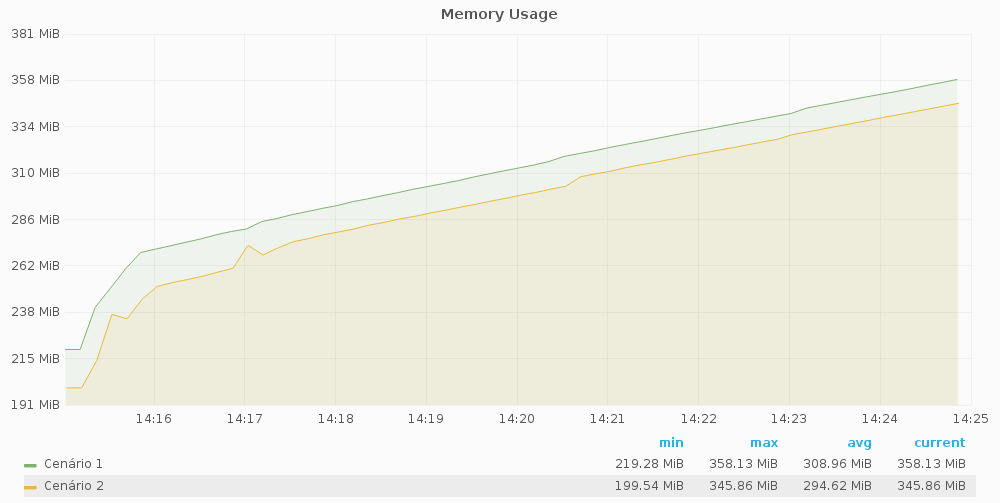 Memory Usage
381 MiB
358 MiB
334 MiB
310 MiB
286 MiB
262 MiB
238 MiB
215 MiB
191 MiB
14:16 14:17 14:18 14:19 14:20 14:21 14:22 14:23 14:24 14:25
min max avg current
Cenário 1 219.28 MiB 358.13 MiB 308.96 MiB 358.13 MiB
Cenário 2 199.54 MiB 345.86 MiB 294.62 MiB 345.86 MiB